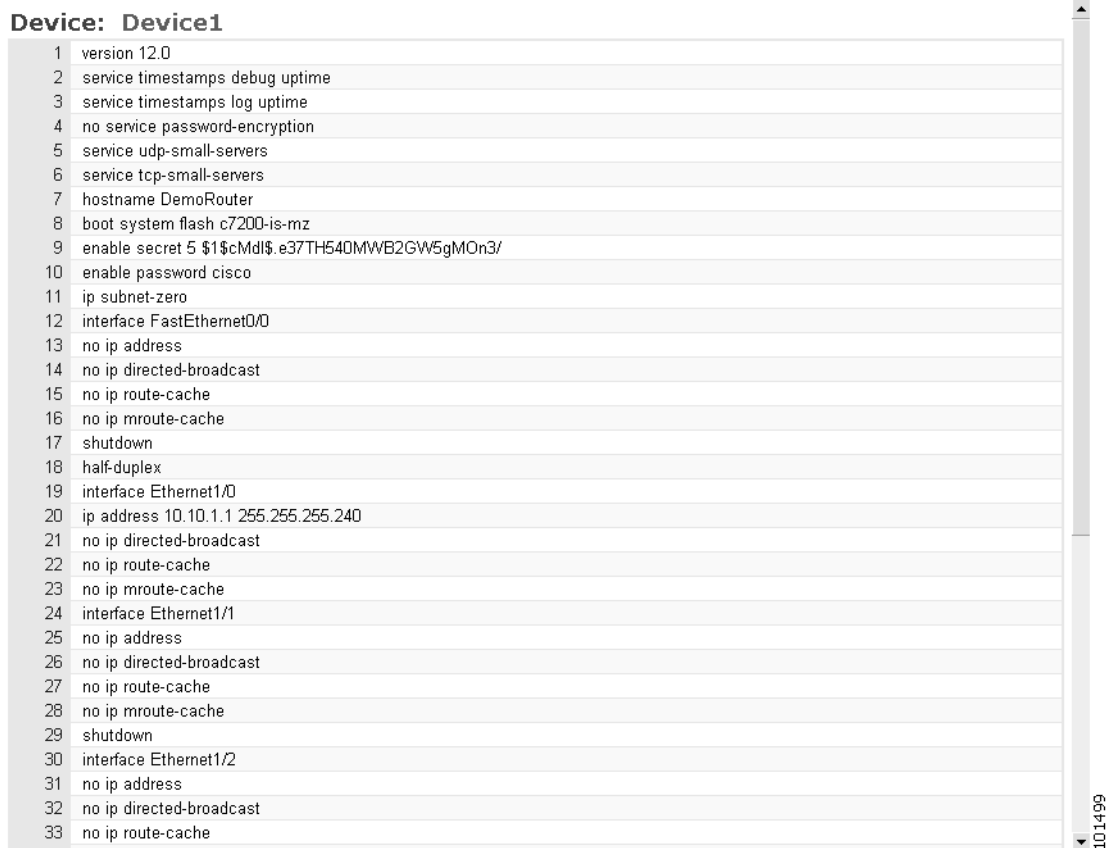 Device: Device1
1 version 12.0
2 service timestamps debug uptime
3 service timestamps log uptime
4 no service password-encryption
5 service udp-small-servers
6 service tcp-small-servers
7 hostname DemoRouter
8 boot system flash c7200-is-mz
9 enable secret 5 $1$cMdI$.e37TH540MWB2GW5gMOn3/
10 enable password cisco
11 ip subnet-zero
12 interface FastEthernet0/0
13 no ip address
14 no ip directed-broadcast
15 no ip route-cache
16 no ip mroute-cache
17 shutdown
18 half-duplex
19 interface Ethernet1/0
20 ip address 10.10.1.1 255.255.255.240
21 no ip directed-broadcast
22 no ip route-cache
23 no ip mroute-cache
24 interface Ethernet1/1
25 no ip address
26 no ip directed-broadcast
27 no ip route-cache
28 no ip mroute-cache
29 shutdown
30 interface Ethernet1/2
31 no ip address
32 no ip directed-broadcast
33 no ip route-cache
101499